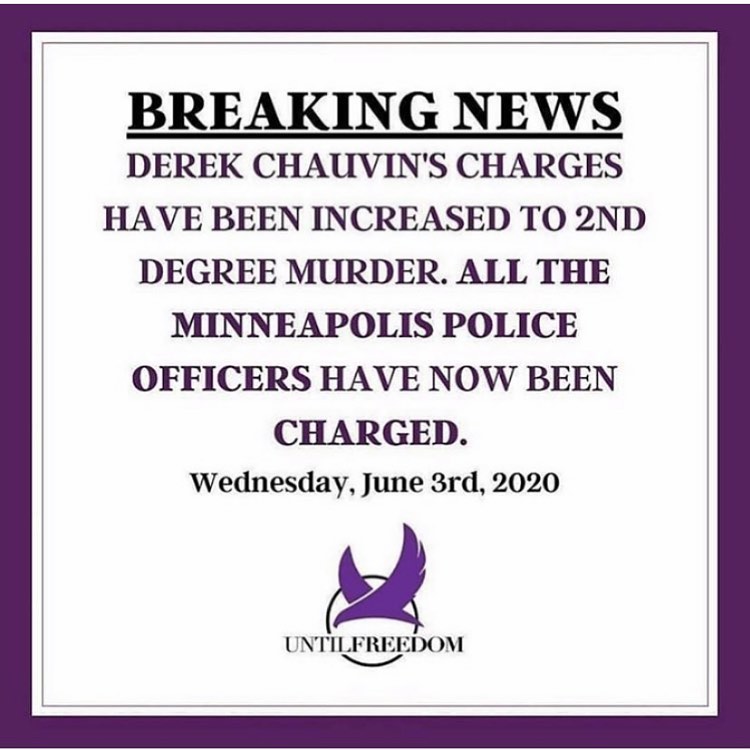 BREAKING NEWS
DEREK CHAUVIN'S CHARGES
HAVE BEEN INCREASED TO 2ND
DEGREE MURDER. ALL THE
MINNEAPOLIS POLICE
OFFICERS HAVE NOW BEEN
CHARGED.
Wednesday, June 3rd, 2020
UNTILFREEDOM